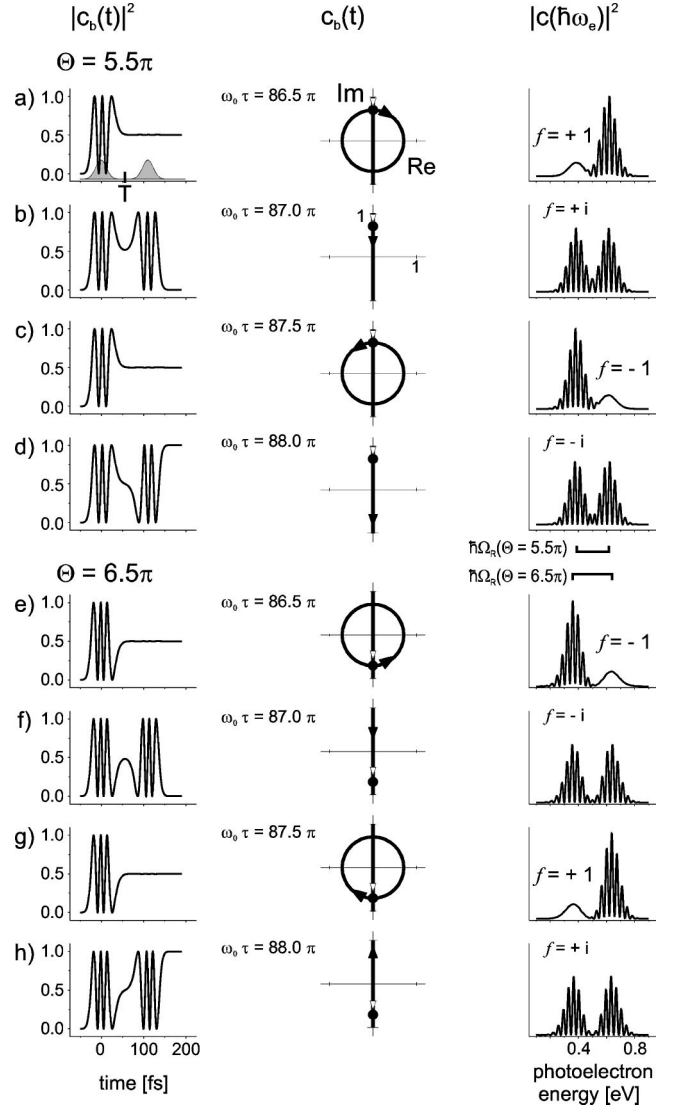 |c_b(t)|² c_b(t) |c(ħω_e)|²
Θ = 5.5π
a) 1.0 0.5 0.0 T ω₀ τ = 86.5 π Im Re f = + 1
b) 1.0 0.5 0.0 ω₀ τ = 87.0 π 1 1 f = + i
c) 1.0 0.5 0.0 ω₀ τ = 87.5 π f = - 1
d) 1.0 0.5 0.0 ω₀ τ = 88.0 π f = - i
ħΩ_R(Θ = 5.5π)
Θ = 6.5π ħΩ_R(Θ = 6.5π)
e) 1.0 0.5 0.0 ω₀ τ = 86.5 π f = - 1
f) 1.0 0.5 0.0 ω₀ τ = 87.0 π f = - i
g) 1.0 0.5 0.0 ω₀ τ = 87.5 π f = + 1
h) 1.0 0.5 0.0 ω₀ τ = 88.0 π f = + i
0 100 200 0.4 0.8
time [fs] photoelectron
energy [eV]